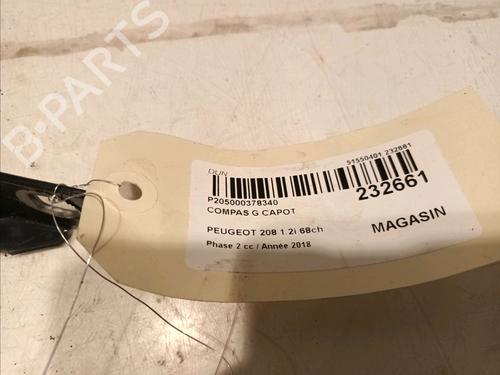 B-PARTS
DUN
51550401 232661
P205000378340
232661
COMPAS G CAPOT
MAGASIN
PEUGEOT 208 1.2i 68ch
Phase 2 cc / Année 2018